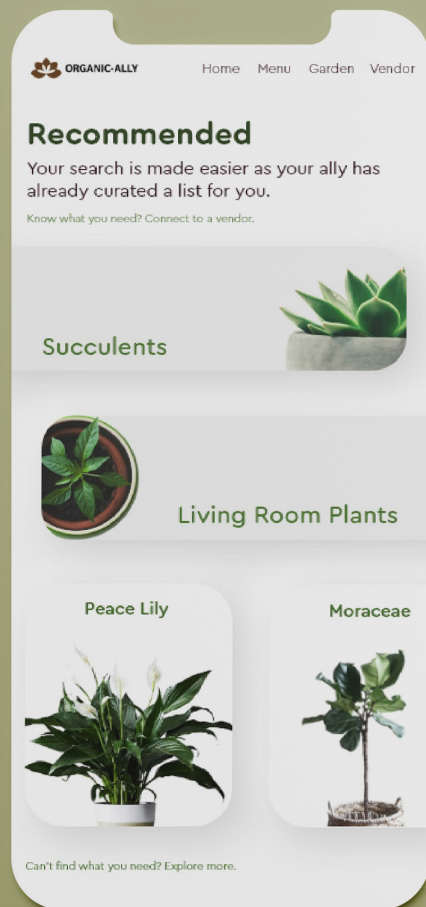 ORGANIC-ALLY
Home Menu Garden Vendor
Recommended
Your search is made easier as your ally has
already curated a list for you.
Know what you need? Connect to a vendor.
Succulents
Living Room Plants
Peace Lily
Moraceae
Can't find what you need? Explore more.